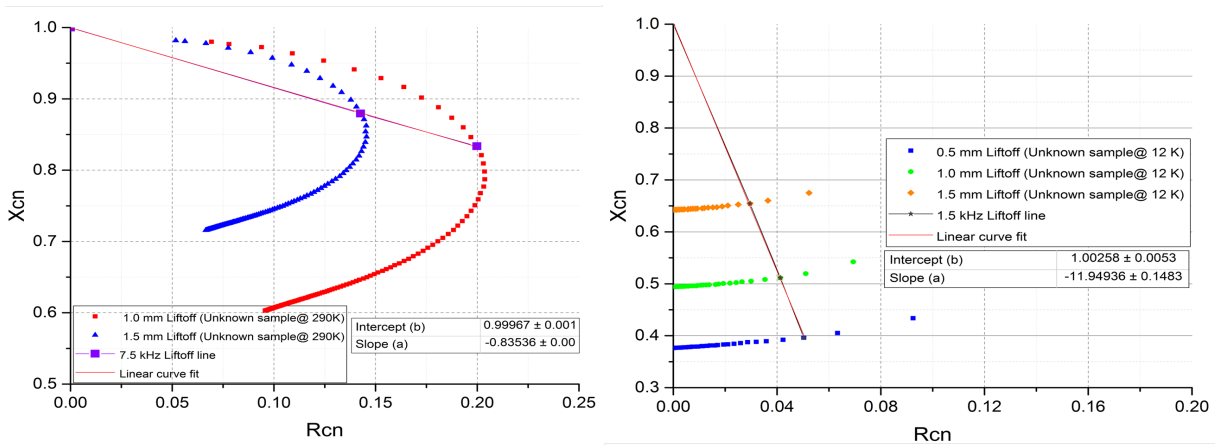 1.0
0.9
0.8
0.7
0.6
0.5
Xcn
0.00
0.05
0.10
0.15
0.20
0.25
Rcn
1.0 mm Liftoff (Unknown sample@ 290K)
1.5 mm Liftoff (Unknown sample@ 290K)
7.5 kHz Liftoff line
Linear curve fit
Intercept (b) 0.99967 ± 0.001
Slope (a) -0.83536 ± 0.00
1.0
0.9
0.8
0.7
0.6
0.5
0.4
0.3
Xcn
0.00
0.04
0.08
0.12
0.16
0.20
Rcn
0.5 mm Liftoff (Unknown sample@ 12 K)
1.0 mm Liftoff (Unknown sample@ 12 K)
1.5 mm Liftoff (Unknown sample@ 12 K)
1.5 kHz Liftoff line
Linear curve fit
Intercept (b) 1.00258 ± 0.0053
Slope (a) -11.94936 ± 0.1483